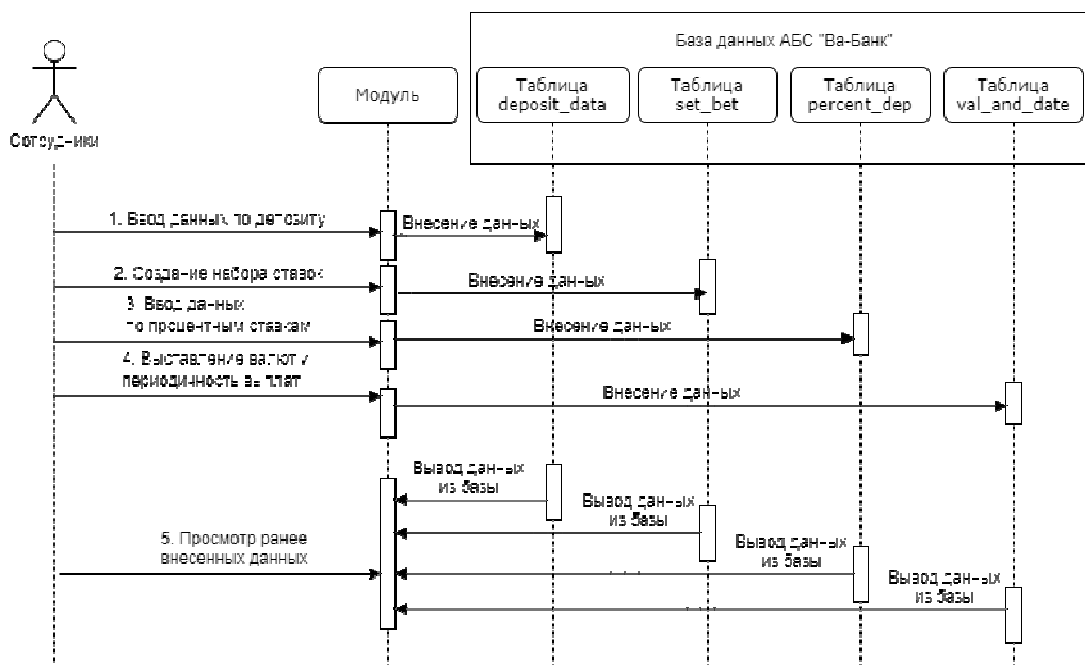 База данных АБС "Ва-Банк"
Сотрудники
Модуль
Таблица
deposit_data
Таблица
set_bet
Таблица
percent_dep
Таблица
val_and_date
1. Ввод данных по депозиту
Внесение данных
2. Создание набора ставок
Внесение данных
3. Ввод данных
по процентным ставкам
Внесение данных
4. Выставление валют и
периодичность выплат
Внесение данных
Вывод данных
из базы
Вывод данных
из базы
5. Просмотр ранее
внесенных данных
Вывод данных
из базы
Вывод данных
из базы